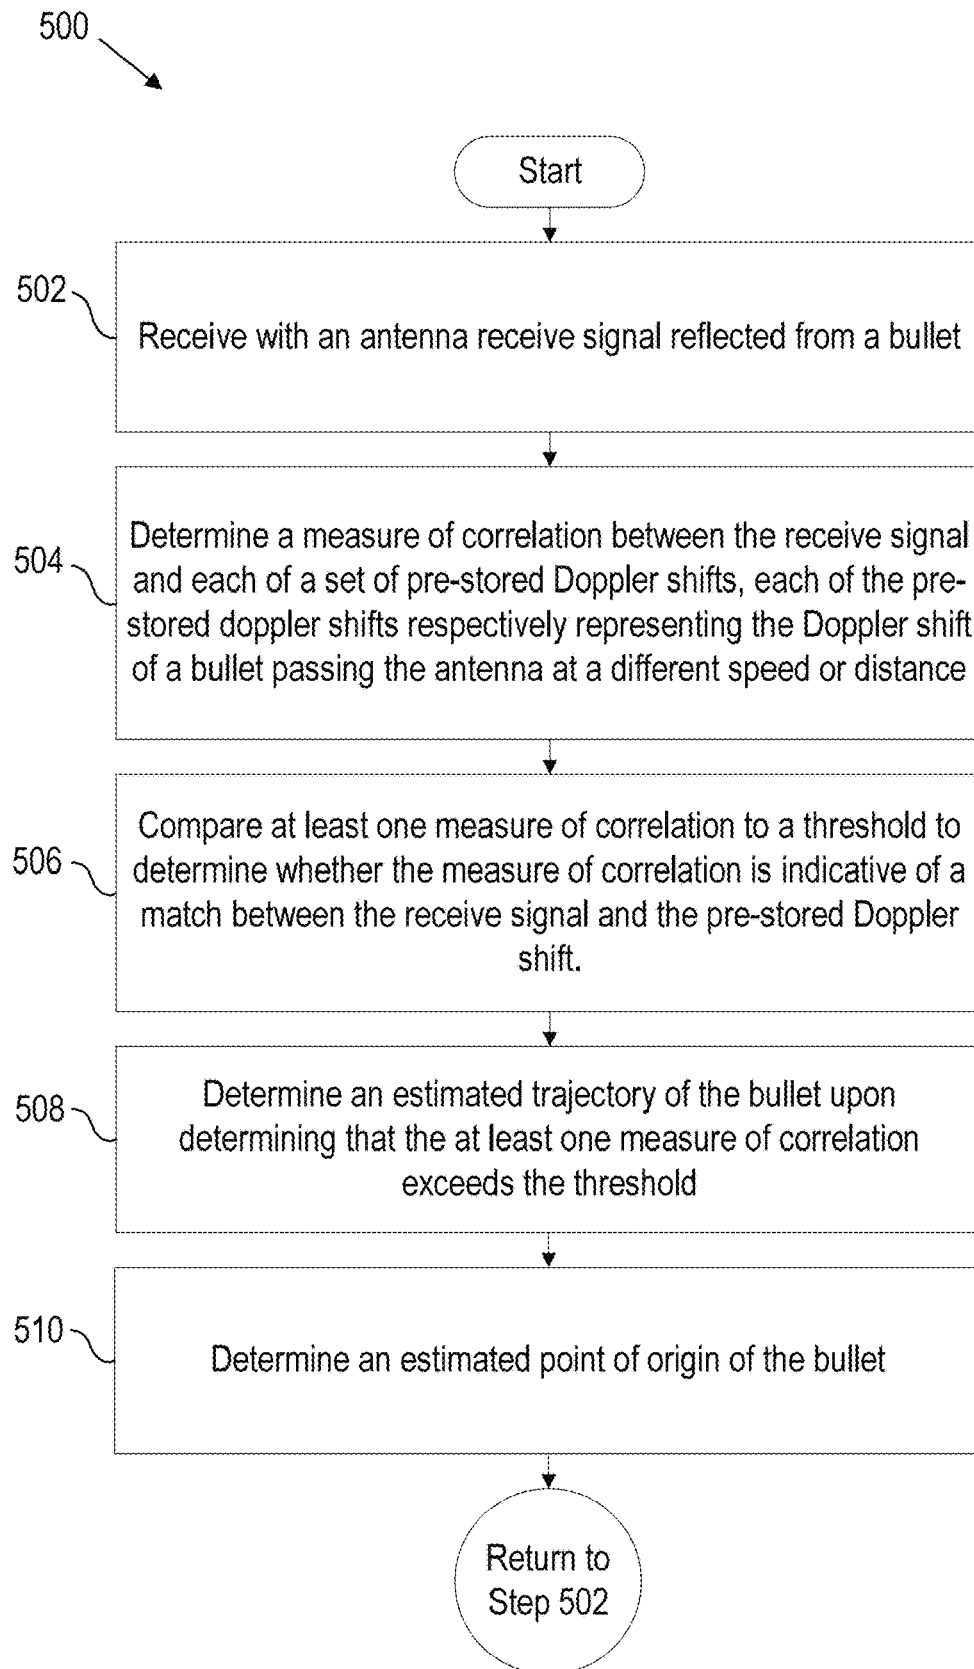 500
Start
502
Receive with an antenna receive signal reflected from a bullet
504
Determine a measure of correlation between the receive signal
and each of a set of pre-stored Doppler shifts, each of the pre-
stored doppler shifts respectively representing the Doppler shift
of a bullet passing the antenna at a different speed or distance
506
Compare at least one measure of correlation to a threshold to
determine whether the measure of correlation is indicative of a
match between the receive signal and the pre-stored Doppler
shift.
508
Determine an estimated trajectory of the bullet upon
determining that the at least one measure of correlation
exceeds the threshold
510
Determine an estimated point of origin of the bullet
Return to
Step 502